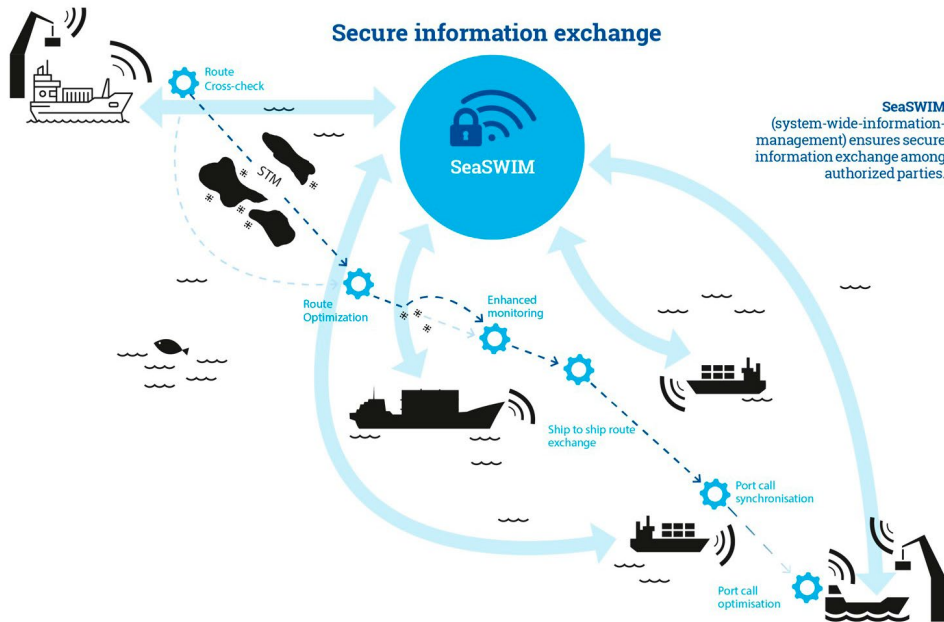 Secure information exchange
Route
Cross-check
SeaSWIM
SeaSWIM
(system-wide-information-
management) ensures secure
information exchange among
authorized parties.
STM
Route
Optimization
Enhanced
monitoring
Ship to ship route
exchange
Port call
synchronisation
Port call
optimisation